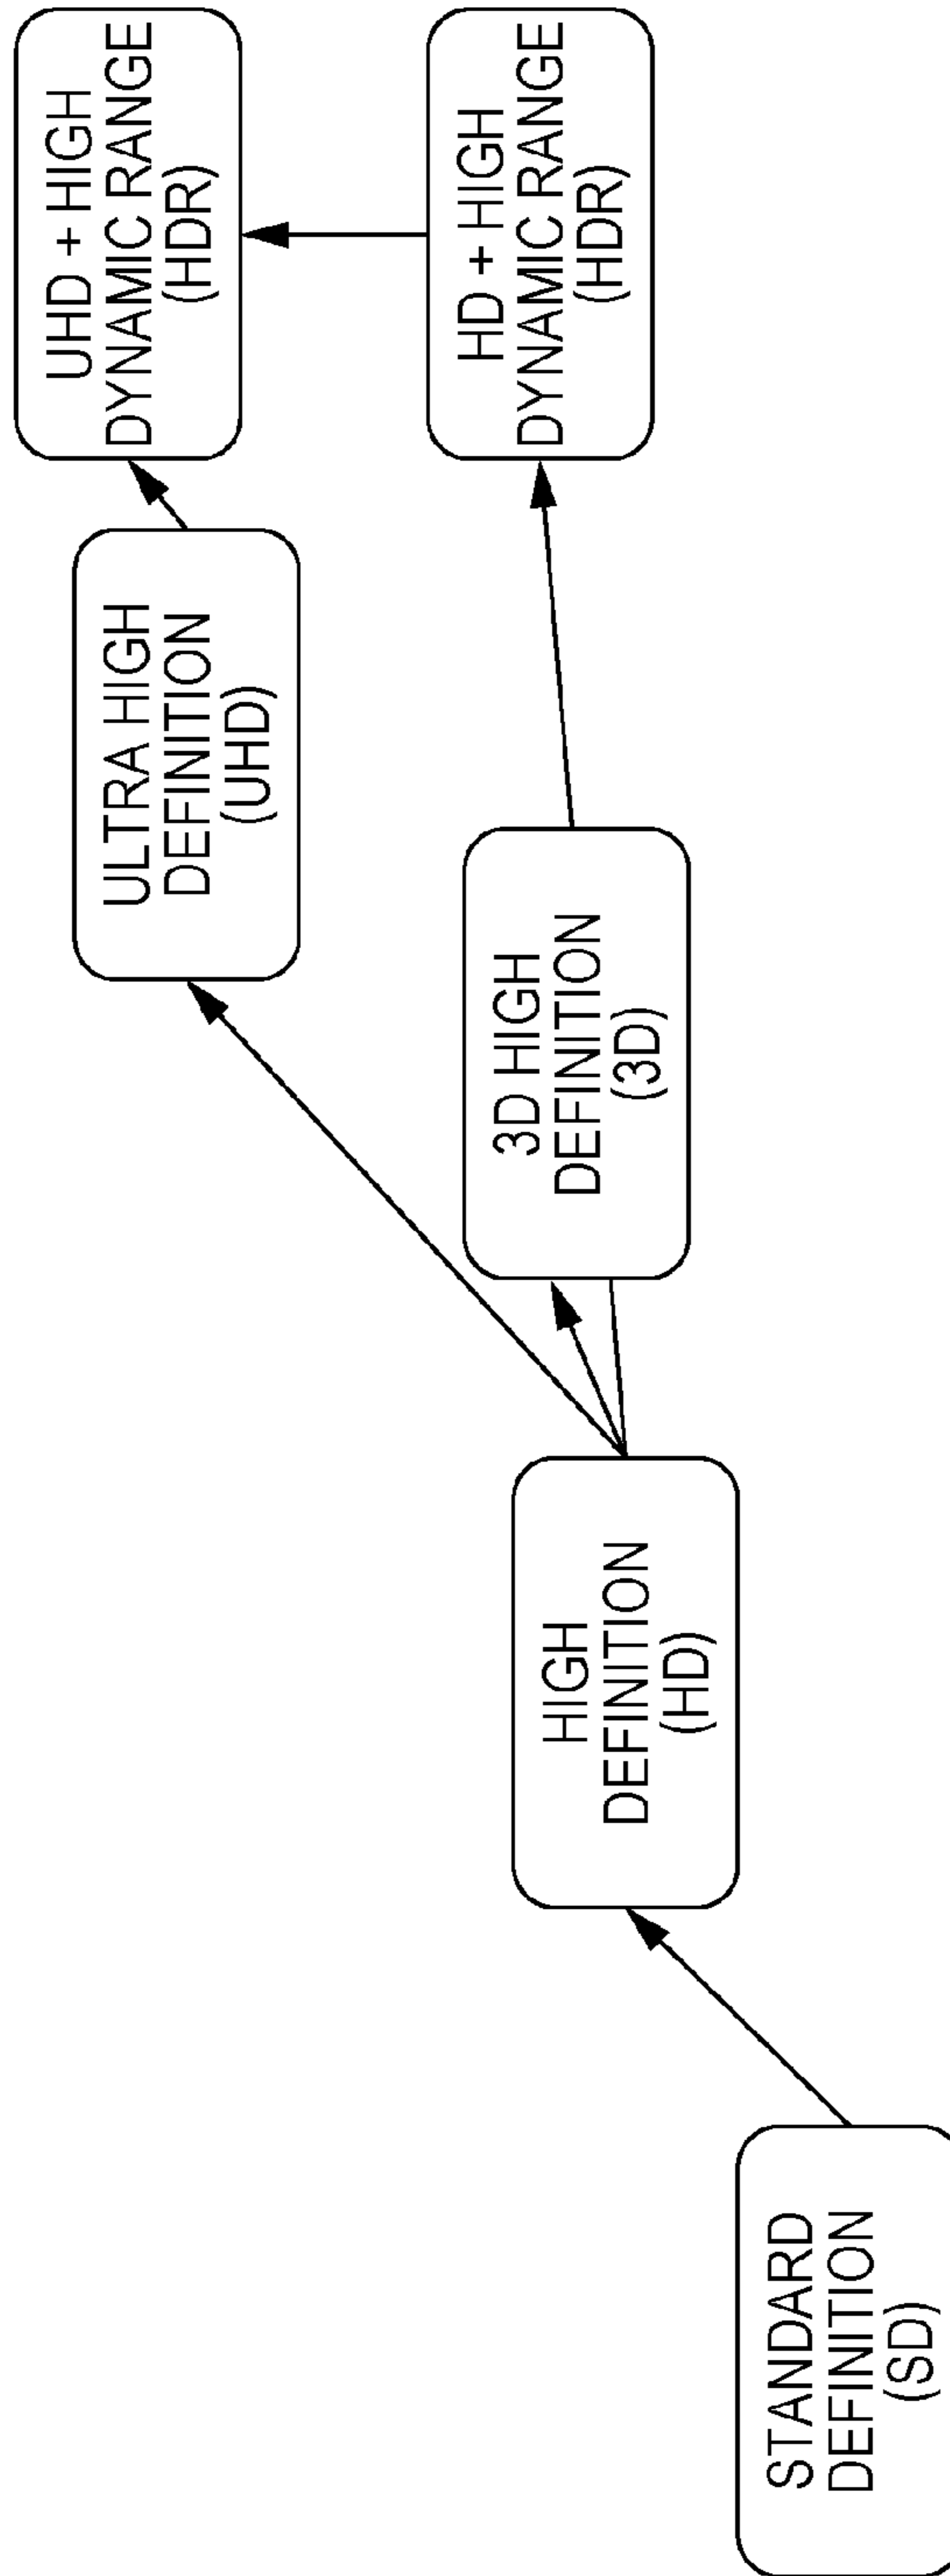 STANDARD
DEFINITION
(SD)
HIGH
DEFINITION
(HD)
3D HIGH
DEFINITION
(3D)
ULTRA HIGH
DEFINITION
(UHD)
UHD + HIGH
DYNAMIC RANGE
(HDR)
HD + HIGH
DYNAMIC RANGE
(HDR)